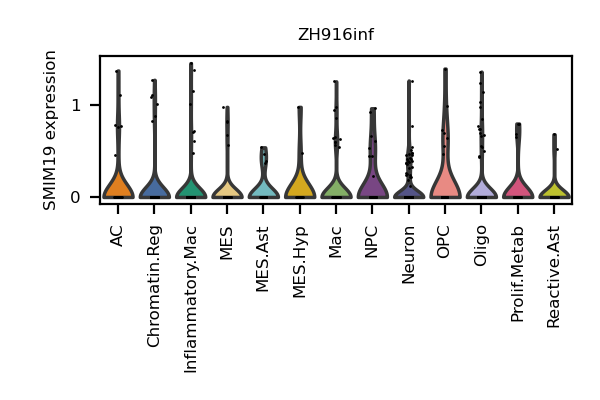 ZH916inf
SMIM19 expression
1
0
AC
Chromatin.Reg
Inflammatory.Mac
MES
MES.Ast
MES.Hyp
Mac
NPC
Neuron
OPC
Oligo
Prolif.Metab
Reactive.Ast